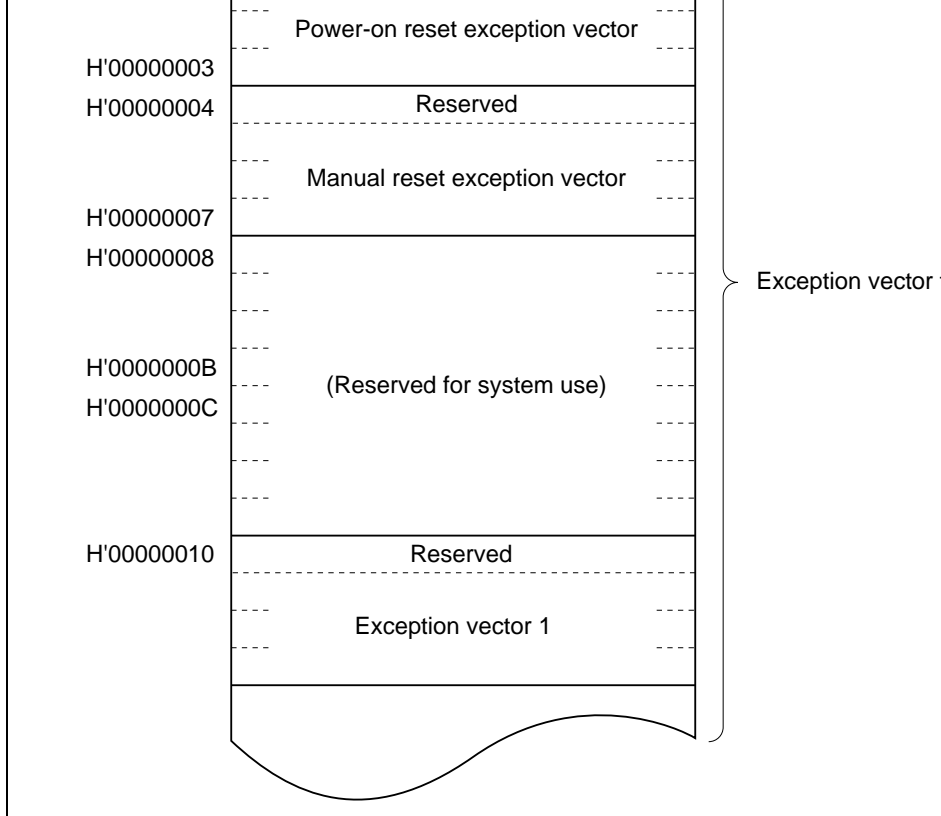 Power-on reset exception vector
H'00000003
H'00000004
Reserved
Manual reset exception vector
H'00000007
H'00000008
Exception vector
H'0000000B
(Reserved for system use)
H'0000000C
H'00000010
Reserved
Exception vector 1